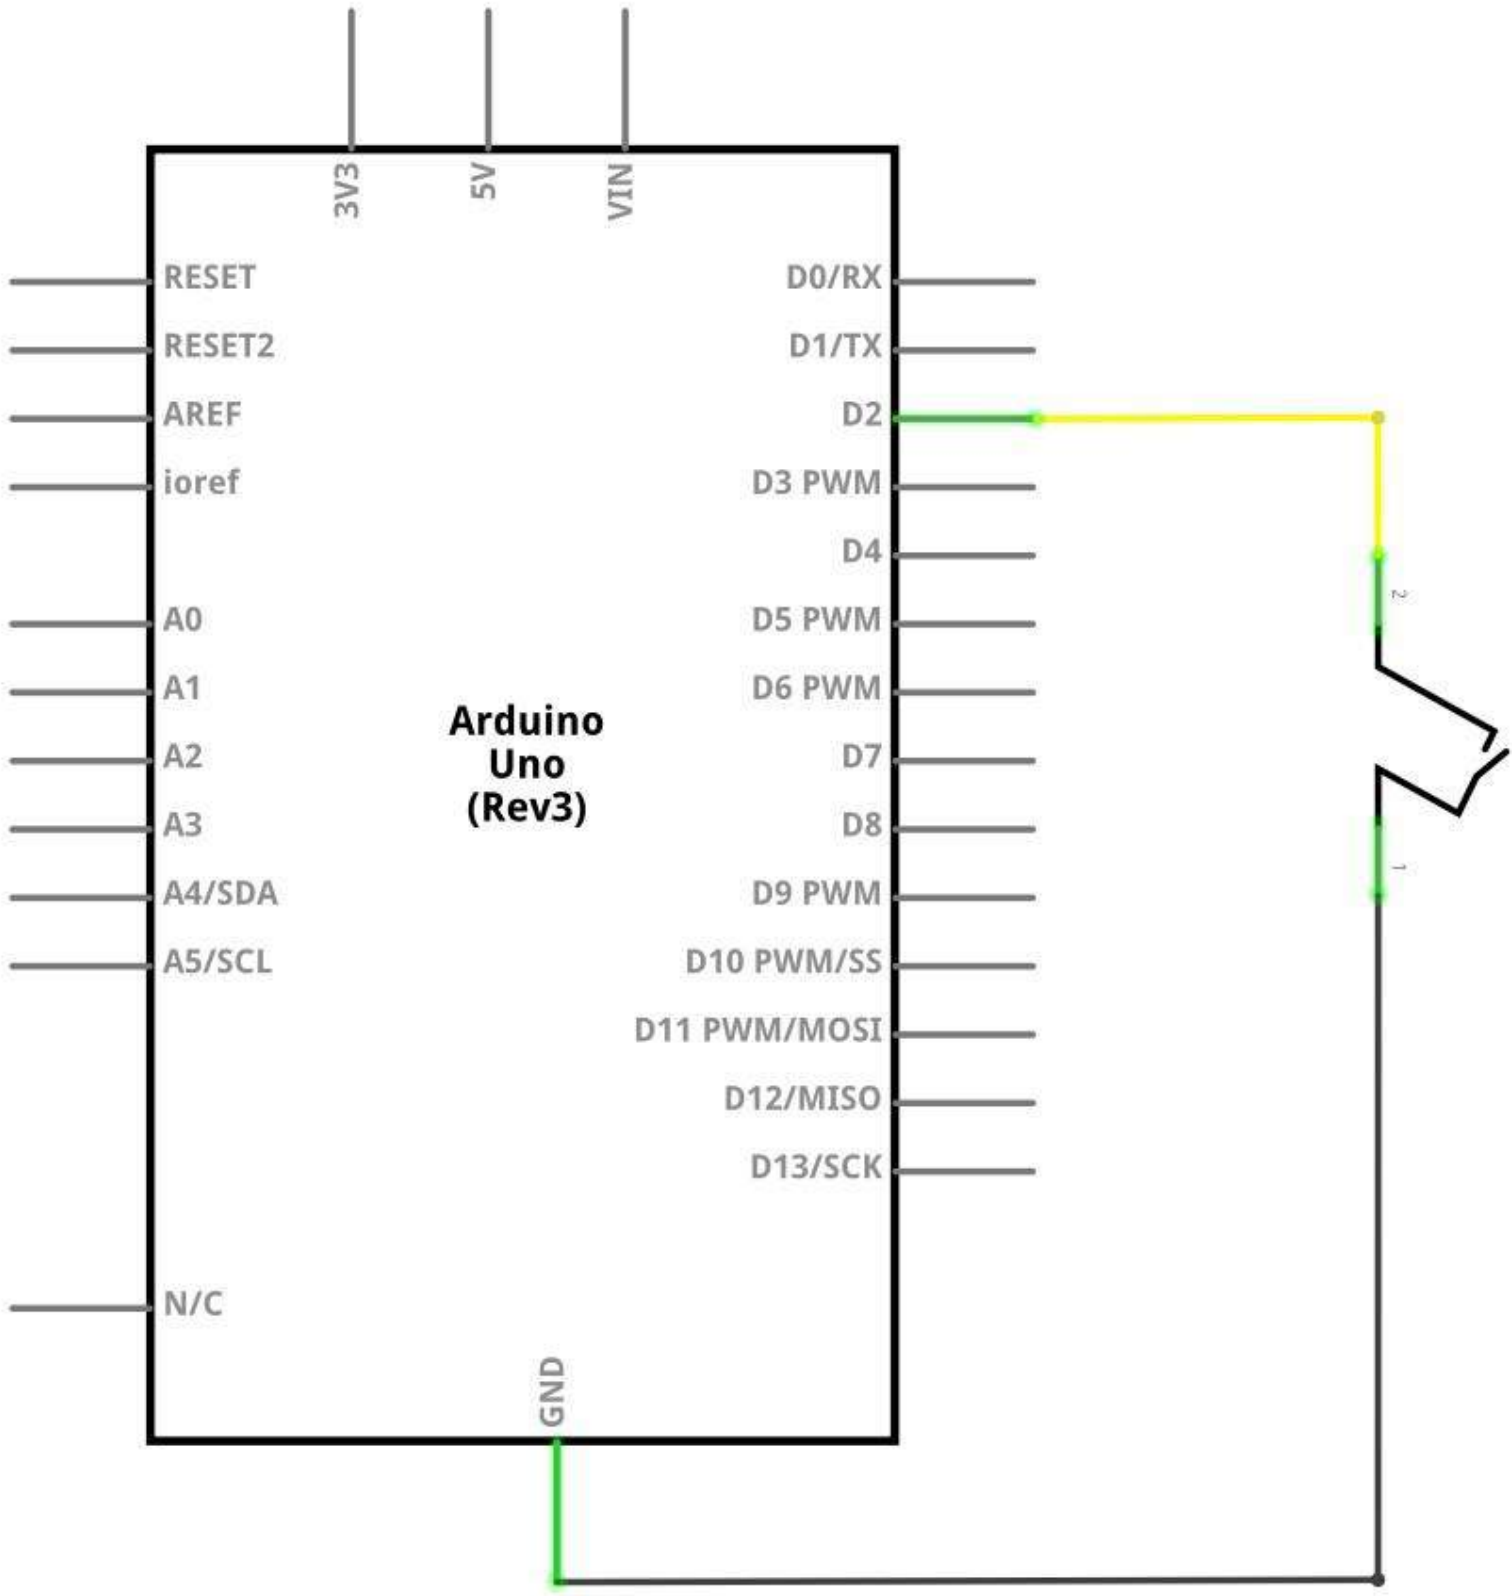 3V3
5V
VIN
RESET
RESET2
AREF
ioref
A0
A1
A2
A3
A4/SDA
A5/SCL
N/C
Arduino
Uno
(Rev3)
D0/RX
D1/TX
D2
D3 PWM
D4
D5 PWM
D6 PWM
D7
D8
D9 PWM
D10 PWM/SS
D11 PWM/MOSI
D12/MISO
D13/SCK
GND
2
1